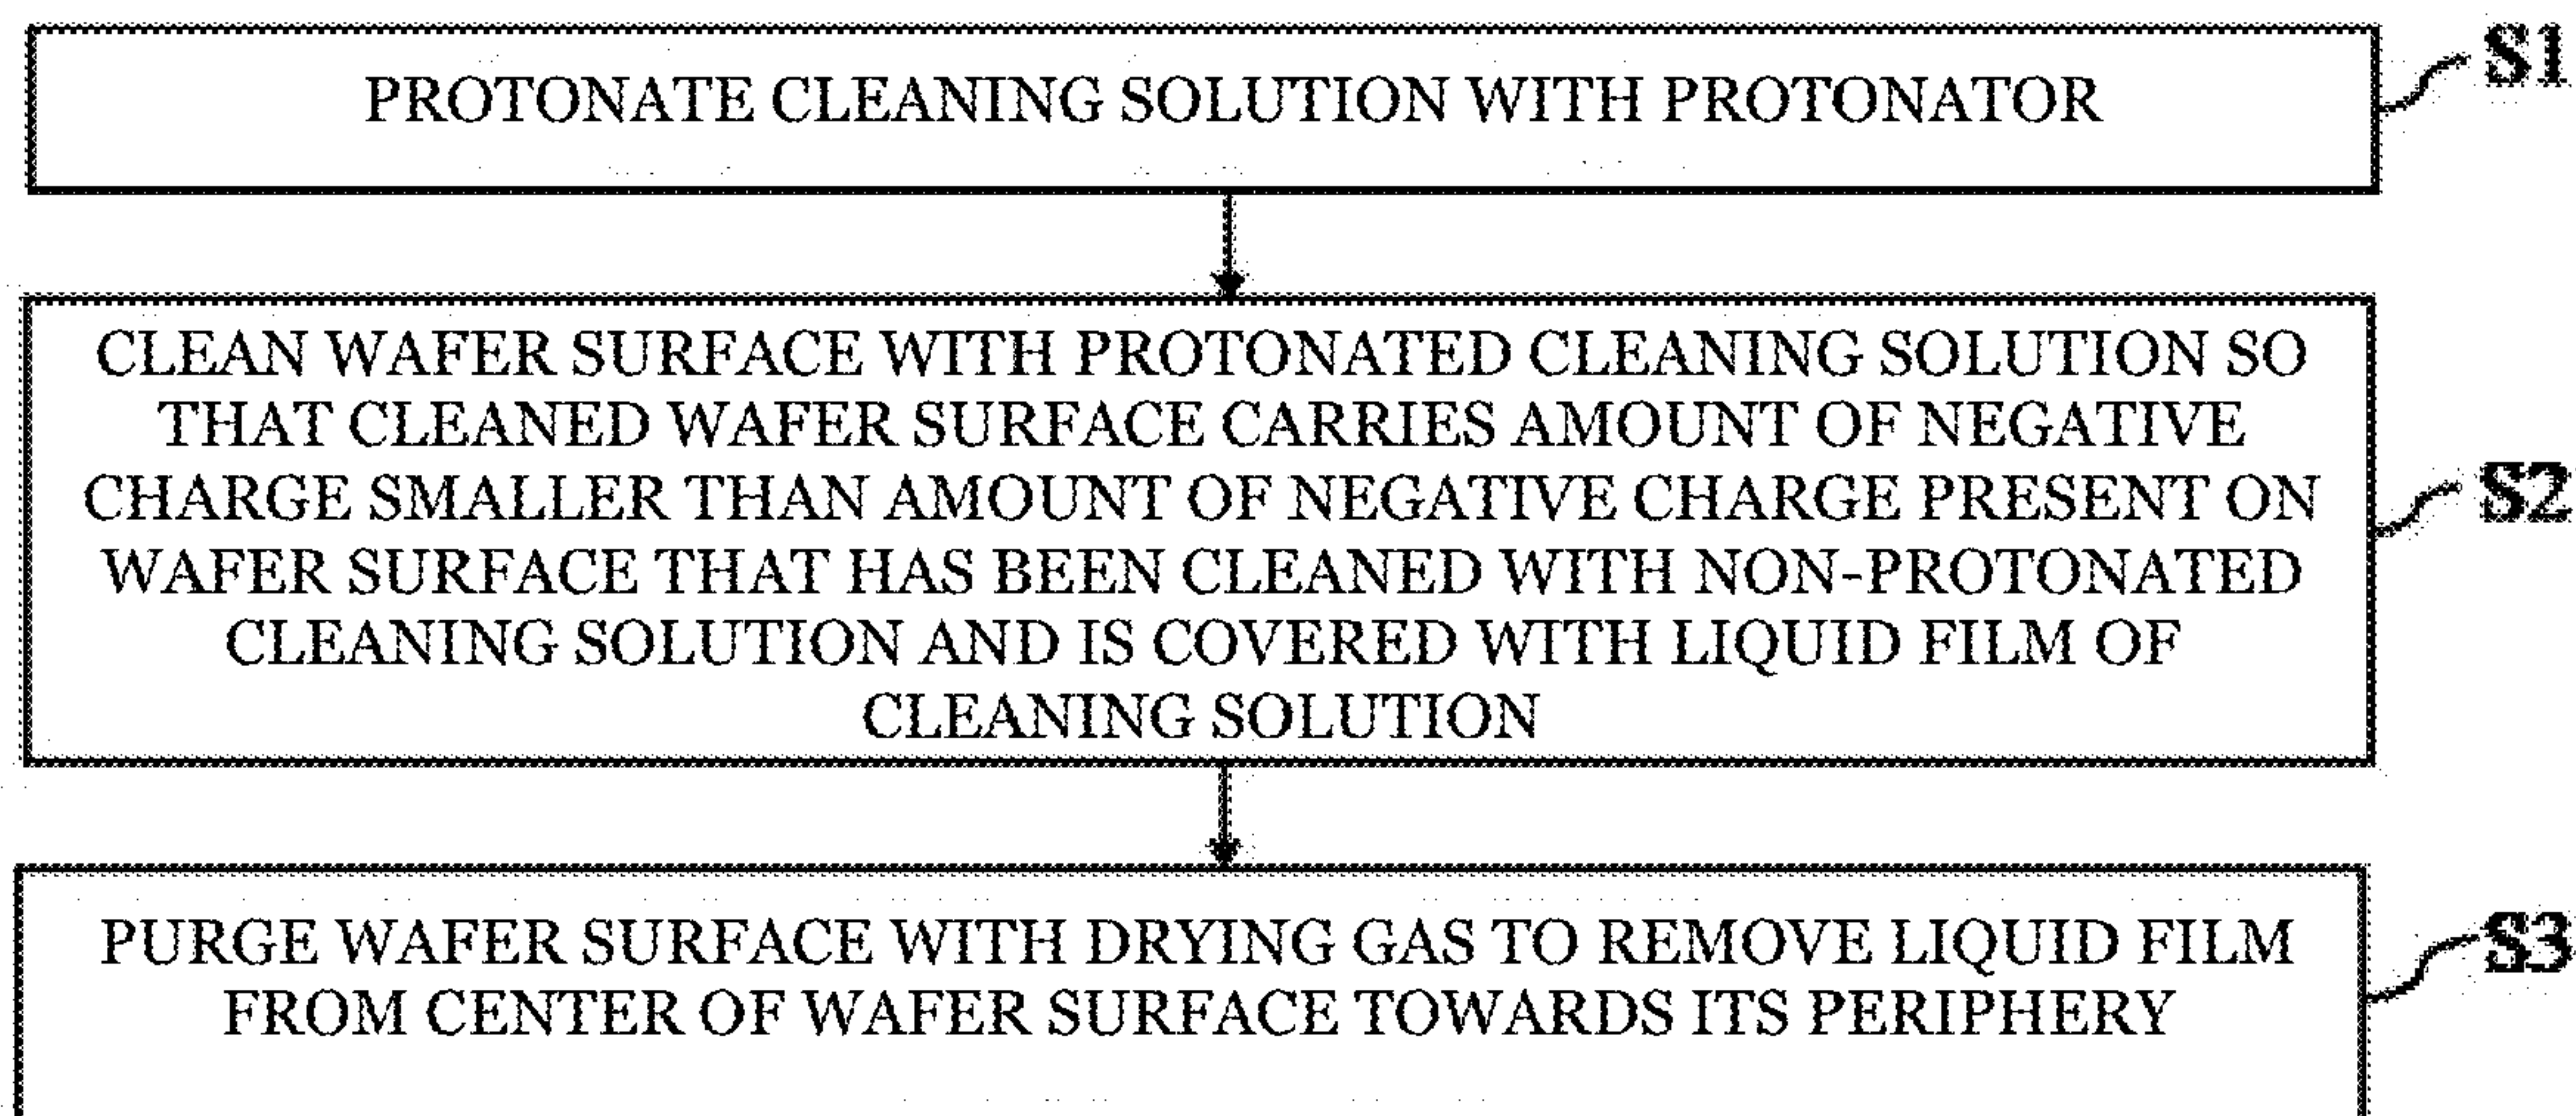 PROTONATE CLEANING SOLUTION WITH PROTONATOR
S1
CLEAN WAFER SURFACE WITH PROTONATED CLEANING SOLUTION SO
THAT CLEANED WAFER SURFACE CARRIES AMOUNT OF NEGATIVE
CHARGE SMALLER THAN AMOUNT OF NEGATIVE CHARGE PRESENT ON
WAFER SURFACE THAT HAS BEEN CLEANED WITH NON-PROTONATED
CLEANING SOLUTION AND IS COVERED WITH LIQUID FILM OF
CLEANING SOLUTION
S2
PURGE WAFER SURFACE WITH DRYING GAS TO REMOVE LIQUID FILM
FROM CENTER OF WAFER SURFACE TOWARDS ITS PERIPHERY
S3